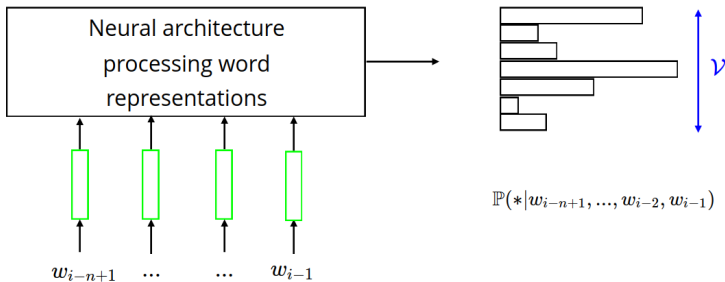 Neural architecture
processing word
representations
𝒱
ℙ(∗|w_{i−n+1}, ..., w_{i−2}, w_{i−1})
w_{i−n+1} ... ... w_{i−1}